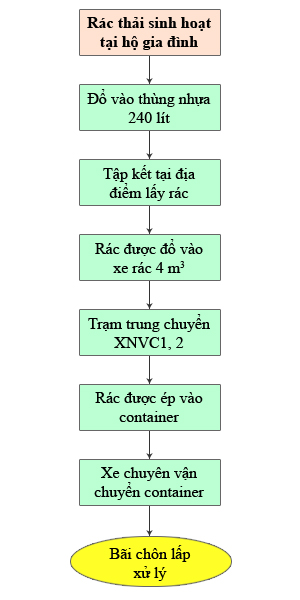 Rác thải sinh hoạt
tại hộ gia đình
Đổ vào thùng nhựa
240 lít
Tập kết tại địa
điểm lấy rác
Rác được đổ vào
xe rác 4 m³
Trạm trung chuyển
XNVC1, 2
Rác được ép vào
container
Xe chuyên vận
chuyển container
Bãi chôn lấp
xử lý